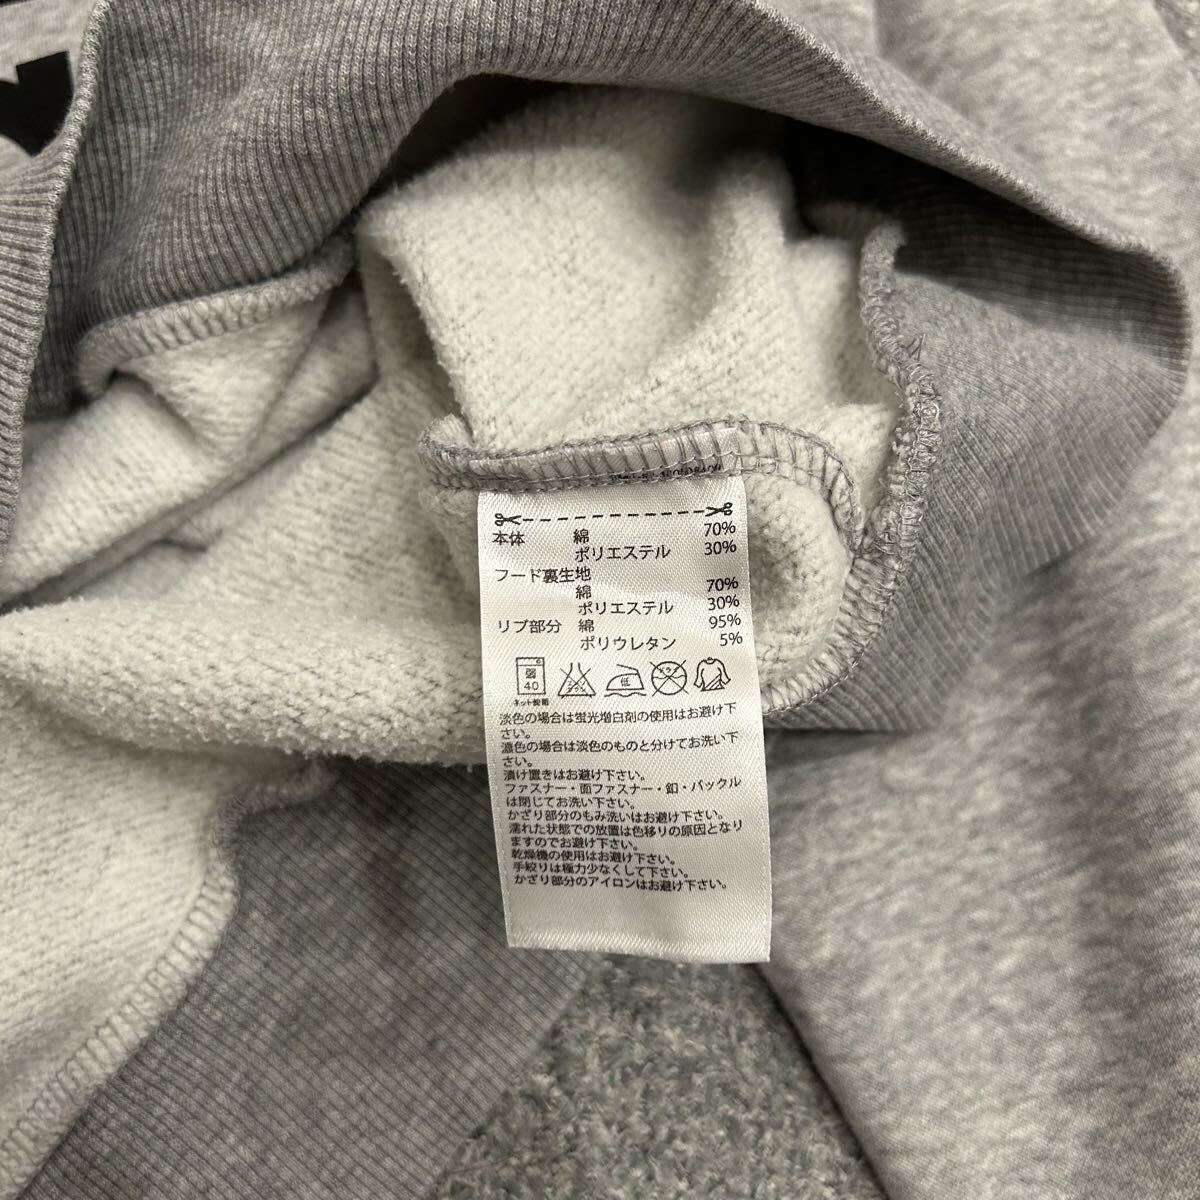 本体 綿 70%
ポリエステル 30%
フード裏生地
綿 70%
ポリエステル 30%
リブ部分 綿 95%
ポリウレタン 5%
弱
40
エンソ
サラシ
低
ドライ
ネット使用
淡色の場合は蛍光増白剤の使用はお避け下
さい。
濃色の場合は淡色のものと分けてお洗い下
さい。
漬け置きはお避け下さい。
ファスナー・面ファスナー・釦・バックル
は閉じてお洗い下さい。
かざり部分のもみ洗いはお避け下さい。
濡れた状態での放置は色移りの原因となり
ますのでお避け下さい。
乾燥機の使用はお避け下さい。
手絞りは極力少なくして下さい。
かざり部分のアイロンはお避け下さい。